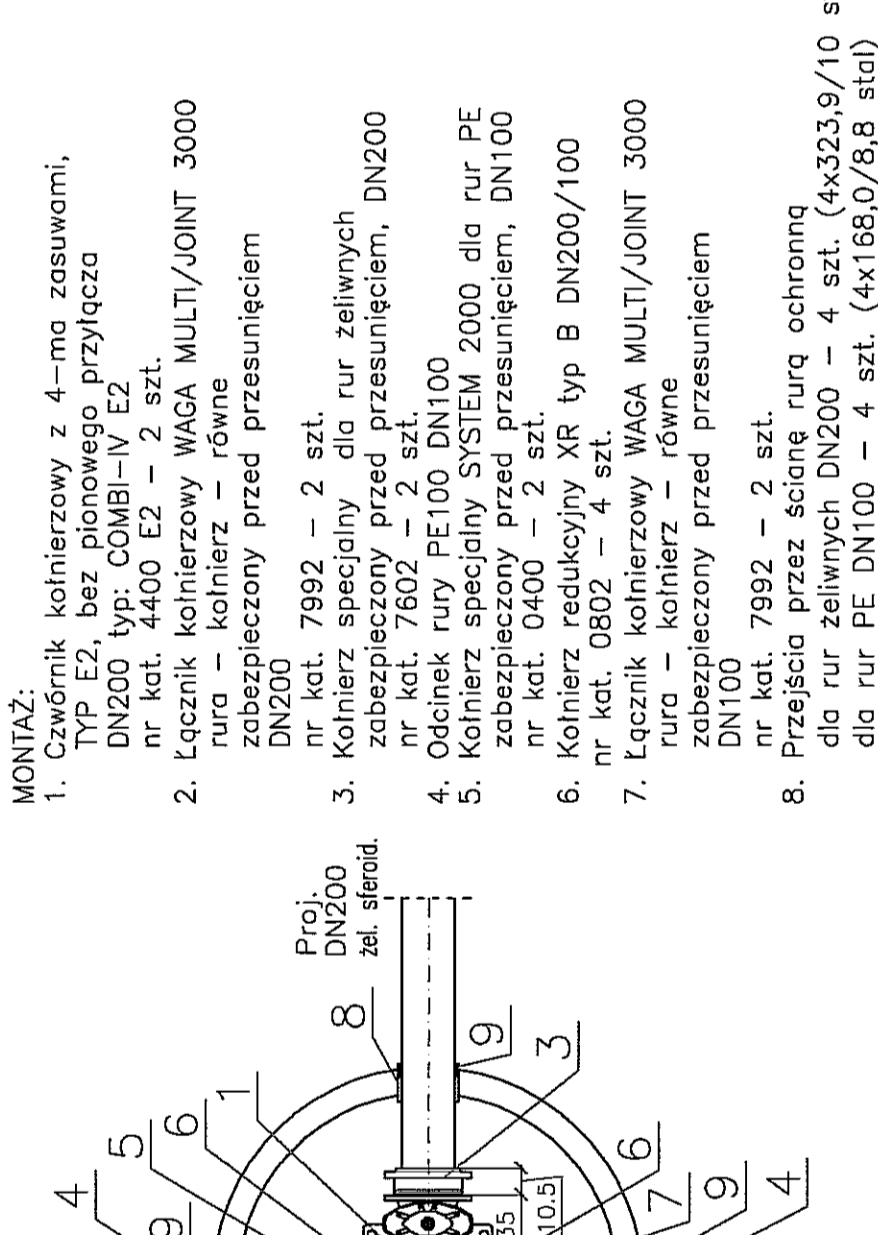 MONTAŻ:
1. Czwórnik kołnierzowy z 4-ma zasuwami,
TYP E2, bez pionowego przyłącza
DN200 typ: COMBI-IV E2
nr kat. 4400 E2 - 2 szt.
2. Łącznik kołnierzowy WAGA MULTI/JOINT 3000
rura - kołnierz - równe
zabezpieczony przed przesunięciem
DN200
nr kat. 7992 - 2 szt.
3. Kołnierz specjalny dla rur żeliwnych
zabezpieczony przed przesunięciem, DN200
nr kat. 7602 - 2 szt.
4. Odcinek rury PE100 DN100
5. Kołnierz specjalny SYSTEM 2000 dla rur PE
zabezpieczony przed przesunięciem, DN100
nr kat. 0400 - 2 szt.
6. Kołnierz redukcyjny XR typ B DN200/100
nr kat. 0802 - 4 szt.
7. Łącznik kołnierzowy WAGA MULTI/JOINT 3000
rura - kołnierz - równe
zabezpieczony przed przesunięciem
DN100
nr kat. 7992 - 2 szt.
8. Przejścia przez ścianę rurą ochronną
dla rur żeliwnych DN200 - 4 szt. (4x323,9/10 s
dla rur PE DN100 - 4 szt. (4x168,0/8,8 stal)
Proj.
DN200
żel. sferoid.
4
9
5
6
1
8
9
3
35
10.5
6
7
9
4